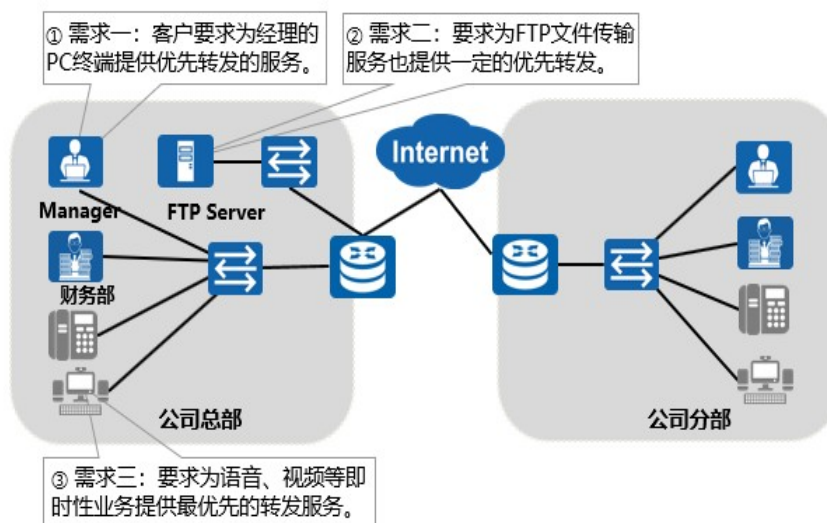 ① 需求一：客户要求为经理的
PC终端提供优先转发的服务。
② 需求二：要求为FTP文件传输
服务也提供一定的优先转发。
Internet
Manager
FTP Server
财务部
公司总部
公司分部
③ 需求三：要求为语音、视频等即
时性业务提供最优先的转发服务。